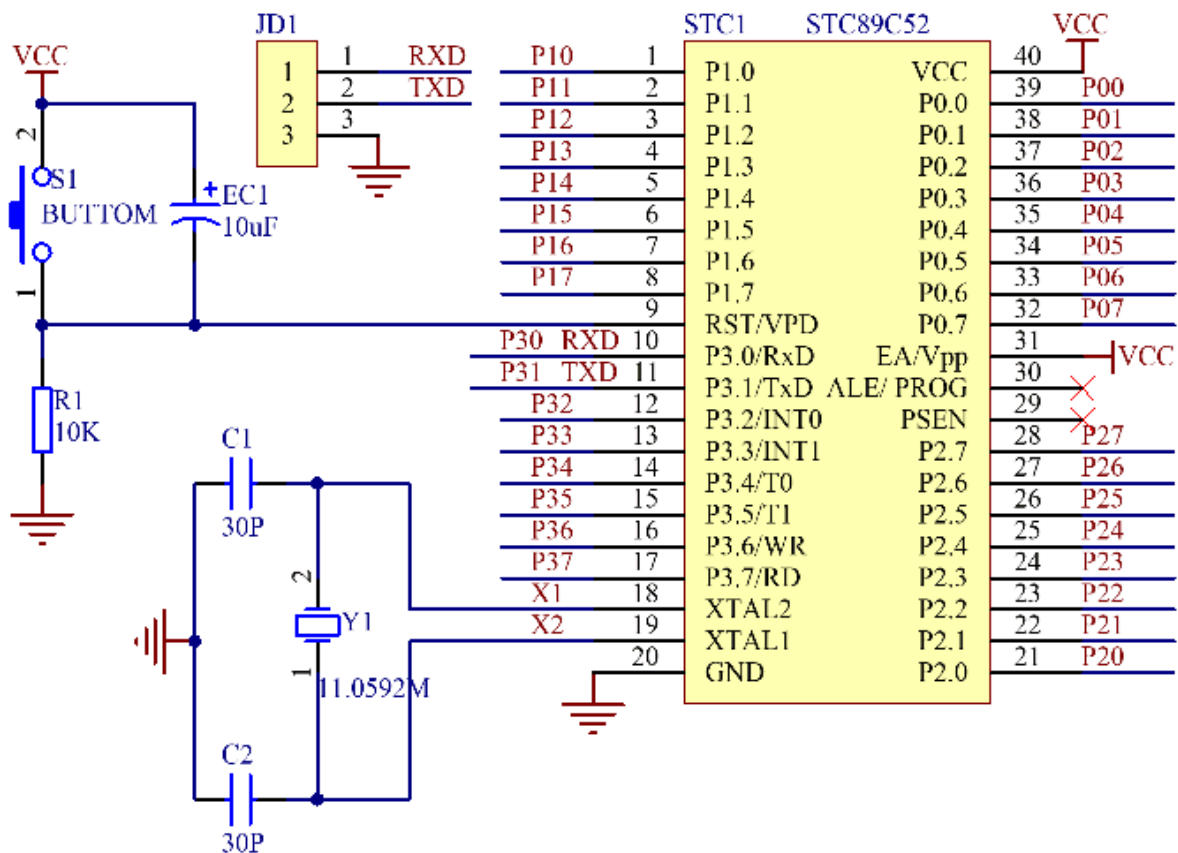 JD1
STC1 STC89C52
VCC
VCC
1 RXD
2 TXD
3
1
2
3
P10 1 P1.0
P11 2 P1.1
P12 3 P1.2
P13 4 P1.3
P14 5 P1.4
P15 6 P1.5
P16 7 P1.6
P17 8 P1.7
9 RST/VPD
P30 RXD 10 P3.0/RxD
P31 TXD 11 P3.1/TxD
P32 12 P3.2/INT0
P33 13 P3.3/INT1
P34 14 P3.4/T0
P35 15 P3.5/T1
P36 16 P3.6/WR
P37 17 P3.7/RD
X1 18 XTAL2
X2 19 XTAL1
20 GND
VCC 40
P0.0 39 P00
P0.1 38 P01
P0.2 37 P02
P0.3 36 P03
P0.4 35 P04
P0.5 34 P05
P0.6 33 P06
P0.7 32 P07
EA/Vpp 31 VCC
ALE/ PROG 30
PSEN 29
P2.7 28 P27
P2.6 27 P26
P2.5 26 P25
P2.4 25 P24
P2.3 24 P23
P2.2 23 P22
P2.1 22 P21
P2.0 21 P20
2
S1
BUTTOM
1
EC1
10uF
R1
10K
C1
30P
2
Y1
1
11.0592M
C2
30P